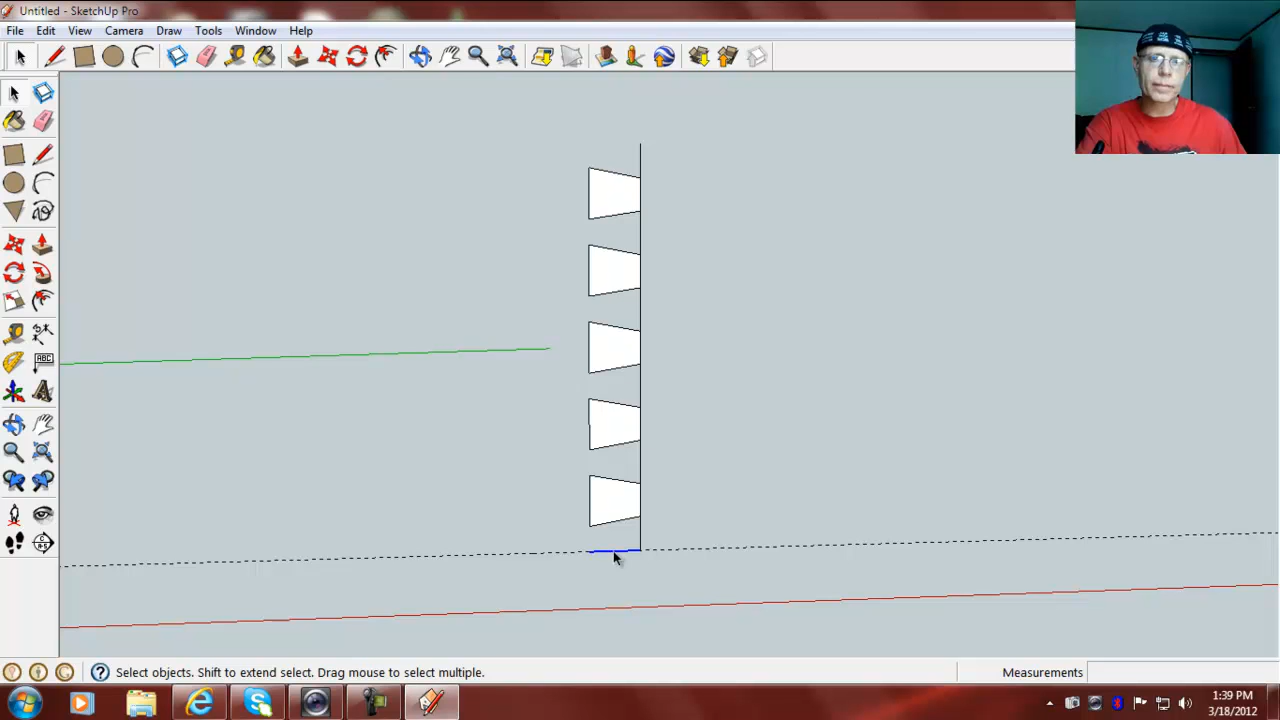 Untitled - SketchUp Pro
File Edit View Camera Draw Tools Window Help
ABC
Select objects. Shift to extend select. Drag mouse to select multiple.
Measurements
1:39 PM
3/18/2012